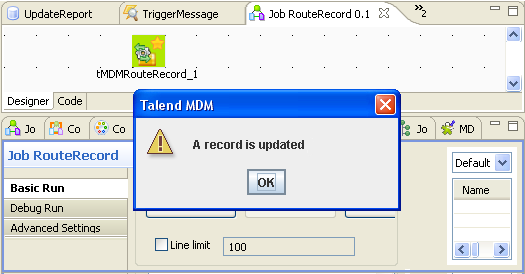 UpdateReport
TriggerMessage
Job RouteRecord 0.1
2
tMDMRouteRecord_1
Designer
Code
Talend MDM
Jo
Co
Co
Jo
MD
A record is updated
Job RouteRecord
Default
Basic Run
OK
Name
Debug Run
Advanced Settings
Line limit
100